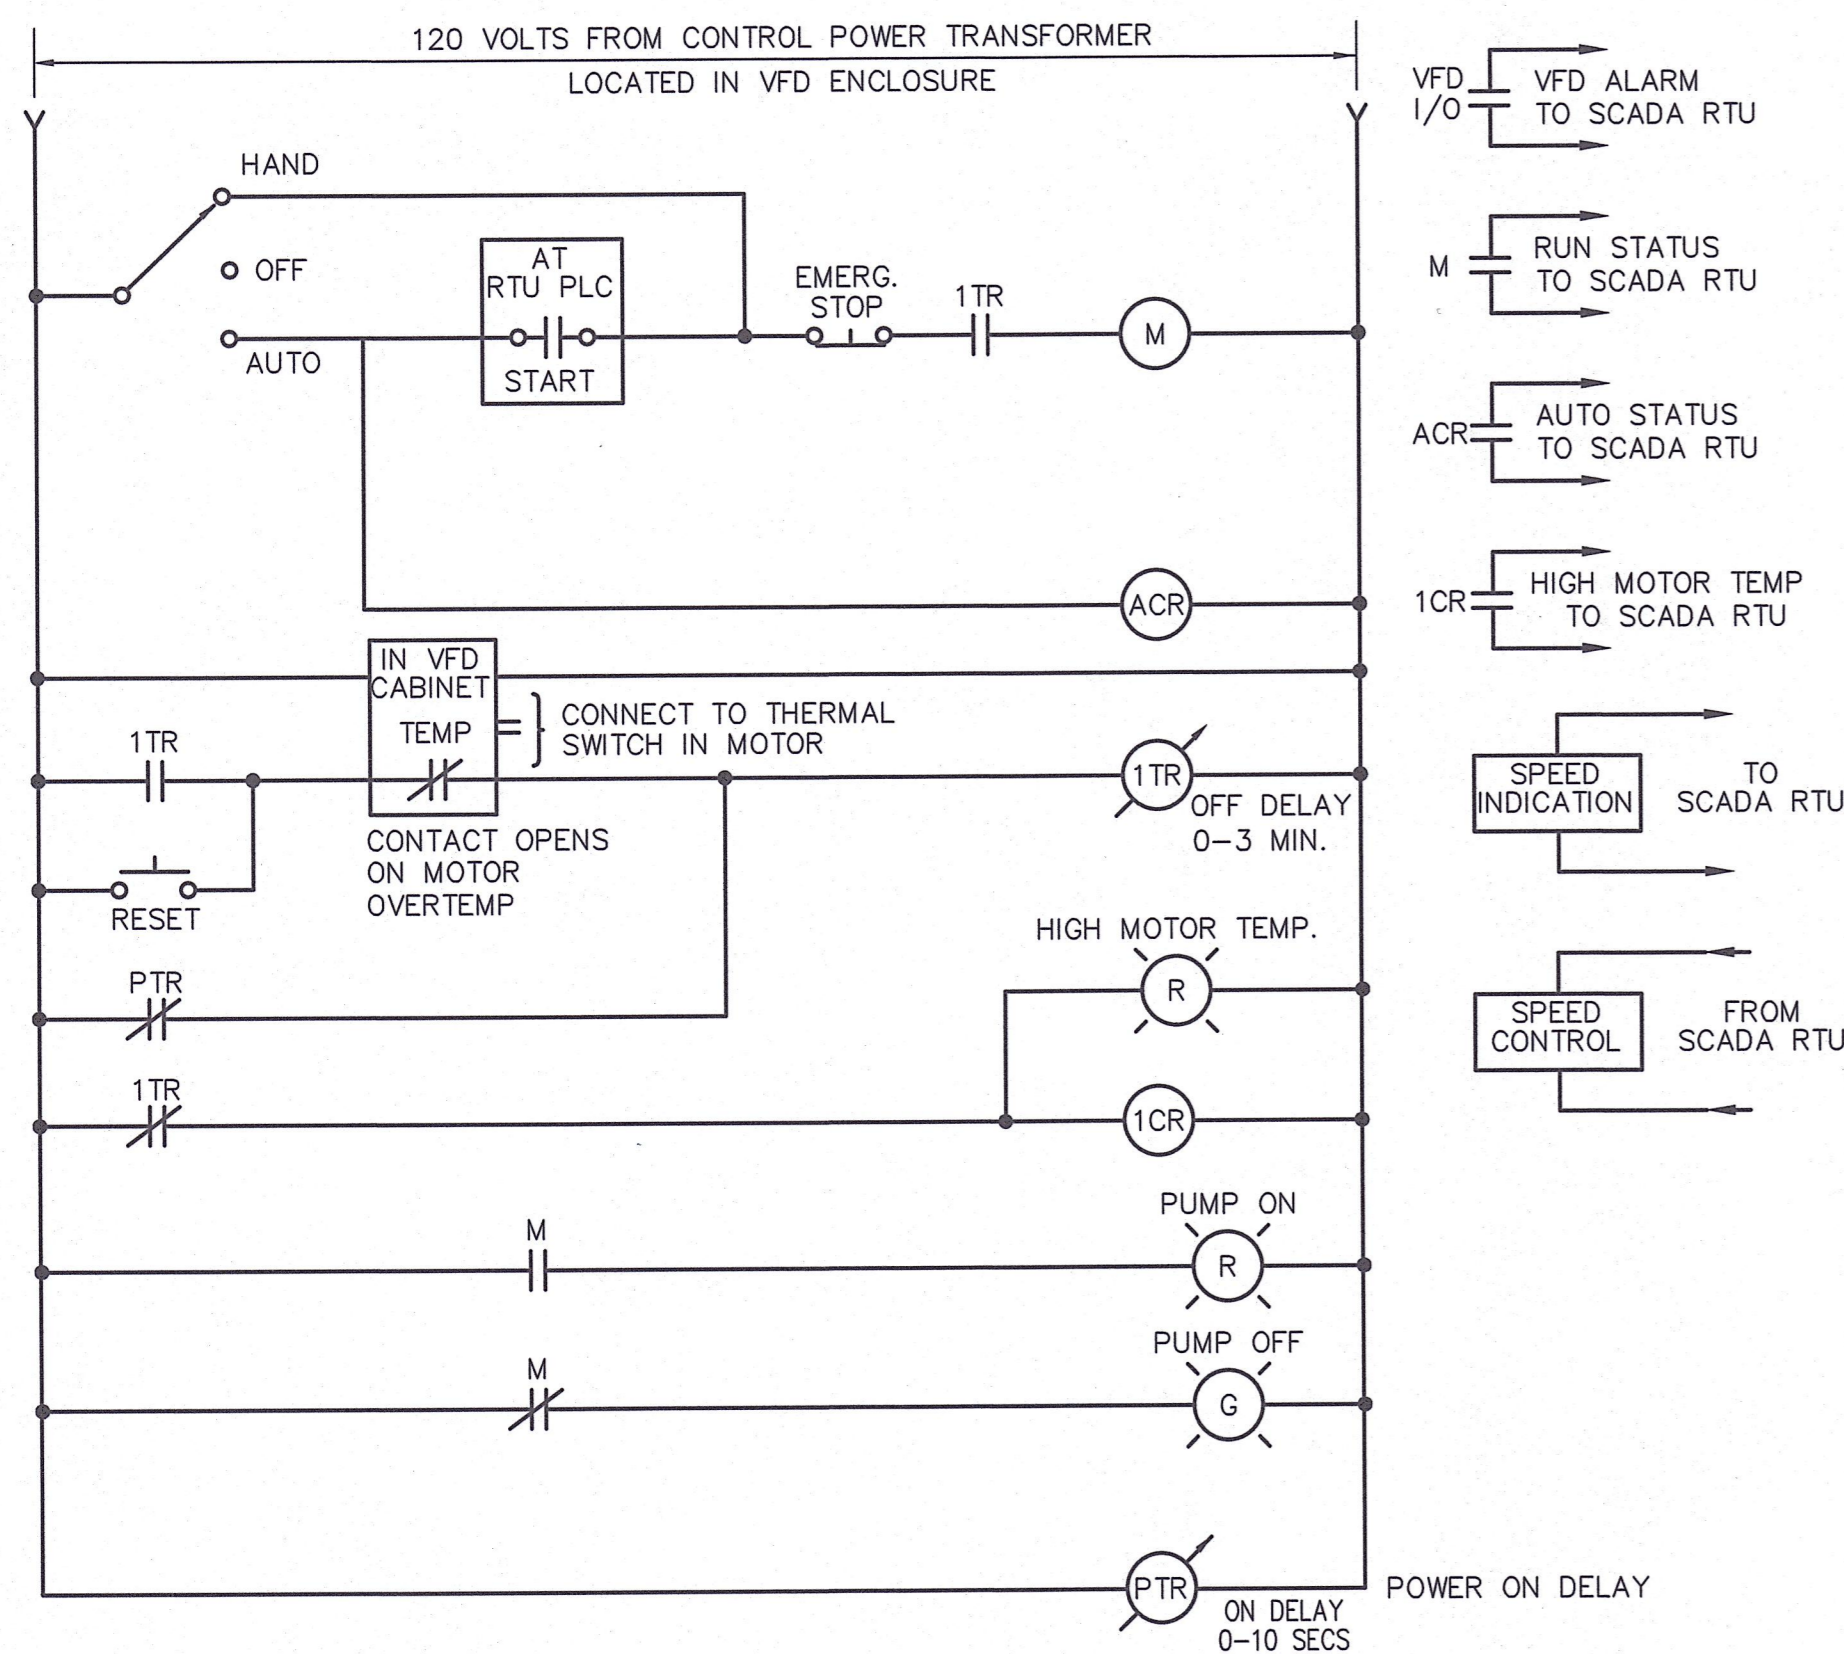 120 VOLTS FROM CONTROL POWER TRANSFORMER
LOCATED IN VFD ENCLOSURE
HAND
OFF
AUTO
AT
RTU PLC
START
EMERG.
STOP
1TR
M
ACR
IN VFD
CABINET
TEMP
CONNECT TO THERMAL
SWITCH IN MOTOR
1TR
1TR
OFF DELAY
0-3 MIN.
CONTACT OPENS
ON MOTOR
OVERTEMP
RESET
HIGH MOTOR TEMP.
R
PTR
1TR
1CR
PUMP ON
M
R
PUMP OFF
M
G
PTR
ON DELAY
0-10 SECS
POWER ON DELAY
VFD
I/O
VFD ALARM
TO SCADA RTU
M
RUN STATUS
TO SCADA RTU
ACR
AUTO STATUS
TO SCADA RTU
1CR
HIGH MOTOR TEMP
TO SCADA RTU
SPEED
INDICATION
TO
SCADA RTU
SPEED
CONTROL
FROM
SCADA RTU